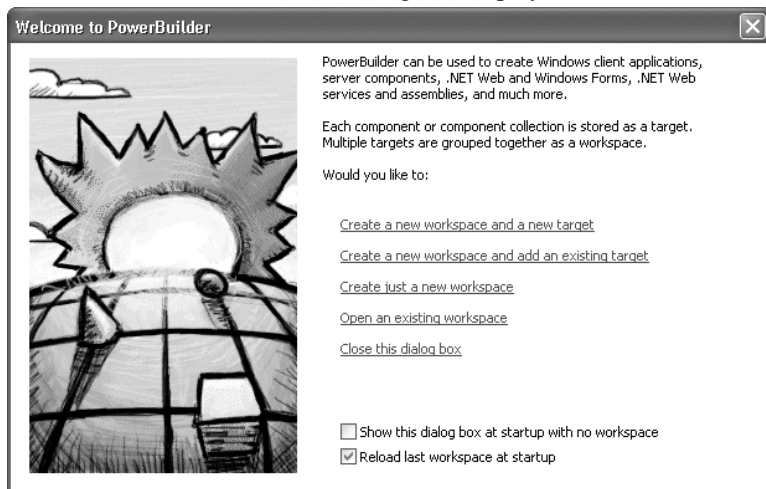 Welcome to PowerBuilder
PowerBuilder can be used to create Windows client applications,
server components, .NET Web and Windows Forms, .NET Web
services and assemblies, and much more.
Each component or component collection is stored as a target.
Multiple targets are grouped together as a workspace.
Would you like to:
Create a new workspace and a new target
Create a new workspace and add an existing target
Create just a new workspace
Open an existing workspace
Close this dialog box
Show this dialog box at startup with no workspace
Reload last workspace at startup